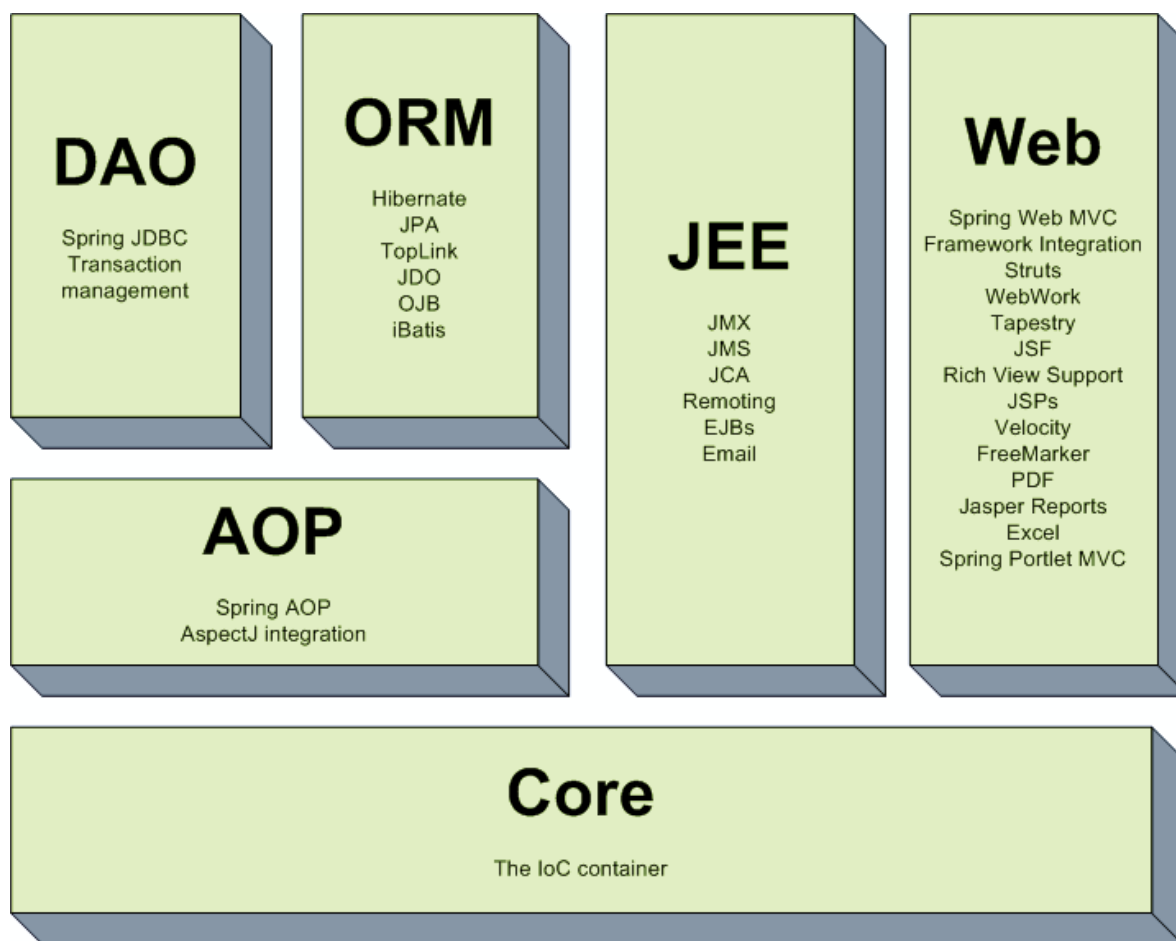 DAO
Spring JDBC
Transaction
management
ORM
Hibernate
JPA
TopLink
JDO
OJB
iBatis
JEE
JMX
JMS
JCA
Remoting
EJBs
Email
Web
Spring Web MVC
Framework Integration
Struts
WebWork
Tapestry
JSF
Rich View Support
JSPs
Velocity
FreeMarker
PDF
Jasper Reports
Excel
Spring Portlet MVC
AOP
Spring AOP
AspectJ integration
Core
The IoC container